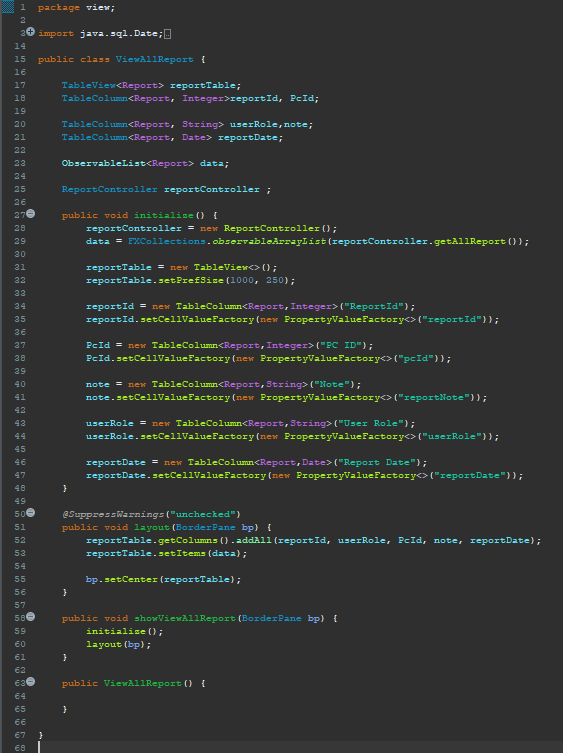 1 package view;
2
3 import java.sql.Date;
14
15 public class ViewAllReport {
16
17 TableView<Report> reportTable;
18 TableColumn<Report, Integer>reportId, PcId;
19
20 TableColumn<Report, String> userRole,note;
21 TableColumn<Report, Date> reportDate;
22
23 ObservableList<Report> data;
24
25 ReportController reportController ;
26
27 public void initialize() {
28 reportController = new ReportController();
29 data = FXCollections.observableArrayList(reportController.getAllReport());
30
31 reportTable = new TableView<>();
32 reportTable.setPrefSize(1000, 250);
33
34 reportId = new TableColumn<Report,Integer>("ReportId");
35 reportId.setCellValueFactory(new PropertyValueFactory<>("reportId"));
36
37 PcId = new TableColumn<Report,Integer>("PC ID");
38 PcId.setCellValueFactory(new PropertyValueFactory<>("pcId"));
39
40 note = new TableColumn<Report,String>("Note");
41 note.setCellValueFactory(new PropertyValueFactory<>("reportNote"));
42
43 userRole = new TableColumn<Report,String>("User Role");
44 userRole.setCellValueFactory(new PropertyValueFactory<>("userRole"));
45
46 reportDate = new TableColumn<Report,Date>("Report Date");
47 reportDate.setCellValueFactory(new PropertyValueFactory<>("reportDate"));
48 }
49
50 @SuppressWarnings("unchecked")
51 public void layout(BorderPane bp) {
52 reportTable.getColumns().addAll(reportId, userRole, PcId, note, reportDate);
53 reportTable.setItems(data);
54
55 bp.setCenter(reportTable);
56 }
57
58 public void showViewAllReport(BorderPane bp) {
59 initialize();
60 layout(bp);
61 }
62
63 public ViewAllReport() {
64
65 }
66
67 }
68